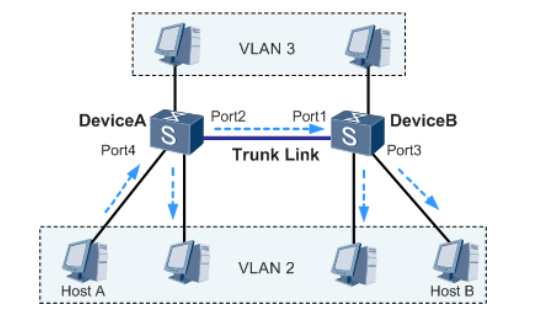 VLAN 3
DeviceA
Port2
Port1
DeviceB
S
S
Port4
Trunk Link
Port3
VLAN 2
Host A
Host B